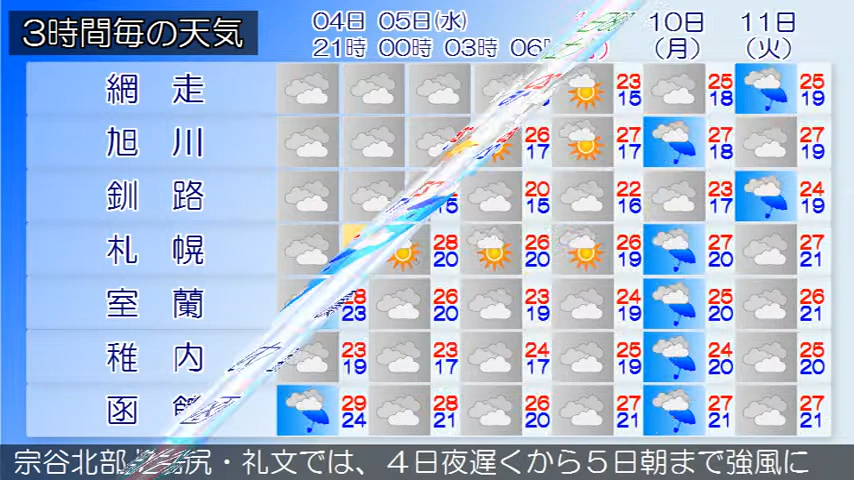 3時間毎の天気
04日 05日(水) 10日 11日
21時 00時 03時 (月) (火)
網走 23 15 25 18 25 19
旭川 26 17 27 17 27 18 27 19
釧路 20 15 22 16 23 17 24 19
札幌 28 20 26 20 26 19 27 20 27 21
室蘭 23 26 20 23 19 24 19 25 20 26 21
稚内 23 19 23 17 24 17 25 19 24 20 25 20
函 29 24 28 21 26 20 27 21 27 21 27 21
宗谷北部 尻・礼文では、４日夜遅くから５日朝まで強風に